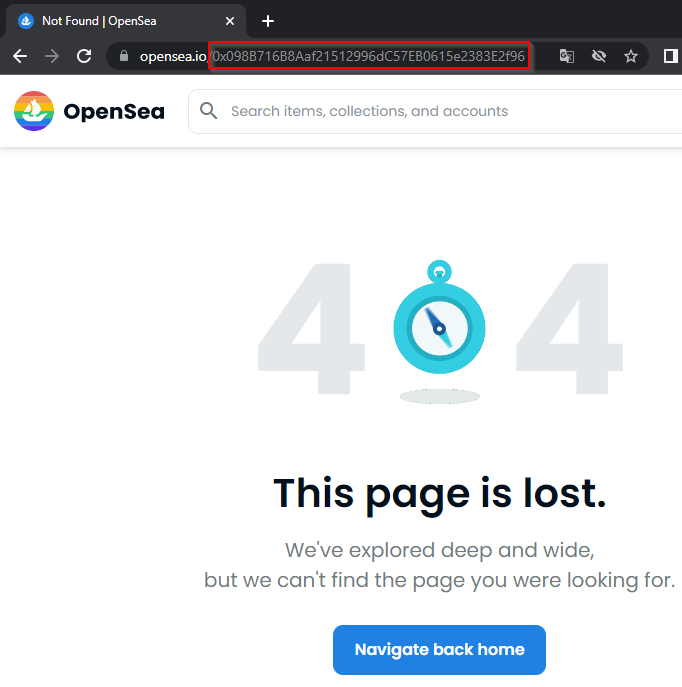 Not Found | OpenSea
opensea.io/0x098B716B8Aaf21512996dC57EB0615e2383E2f96
OpenSea
Search items, collections, and accounts
4 4
This page is lost.
We've explored deep and wide,
but we can't find the page you were looking for.
Navigate back home